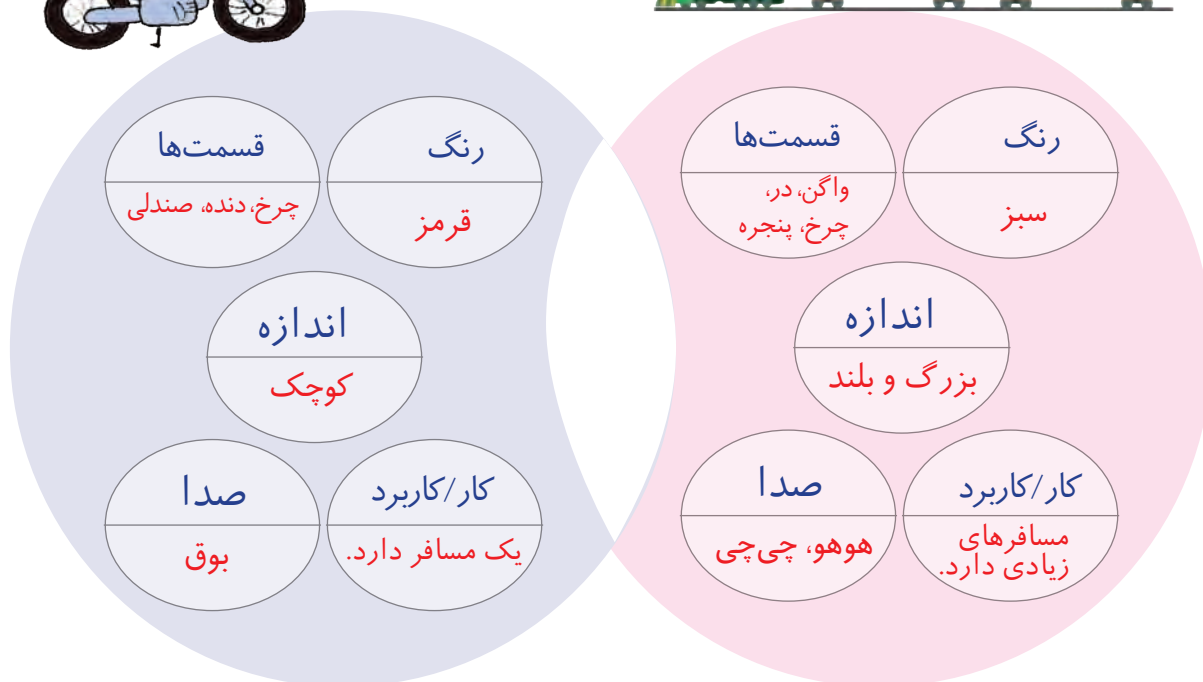 رنگ
سبز
قسمت‌ها
واگن، در،
چرخ، پنجره
اندازه
بزرگ و بلند
کار/کاربرد
مسافرهای
زیادی دارد.
صدا
هوهو، چی‌چی
رنگ
قرمز
قسمت‌ها
چرخ، دنده، صندلی
اندازه
کوچک
کار/کاربرد
یک مسافر دارد.
صدا
بوق